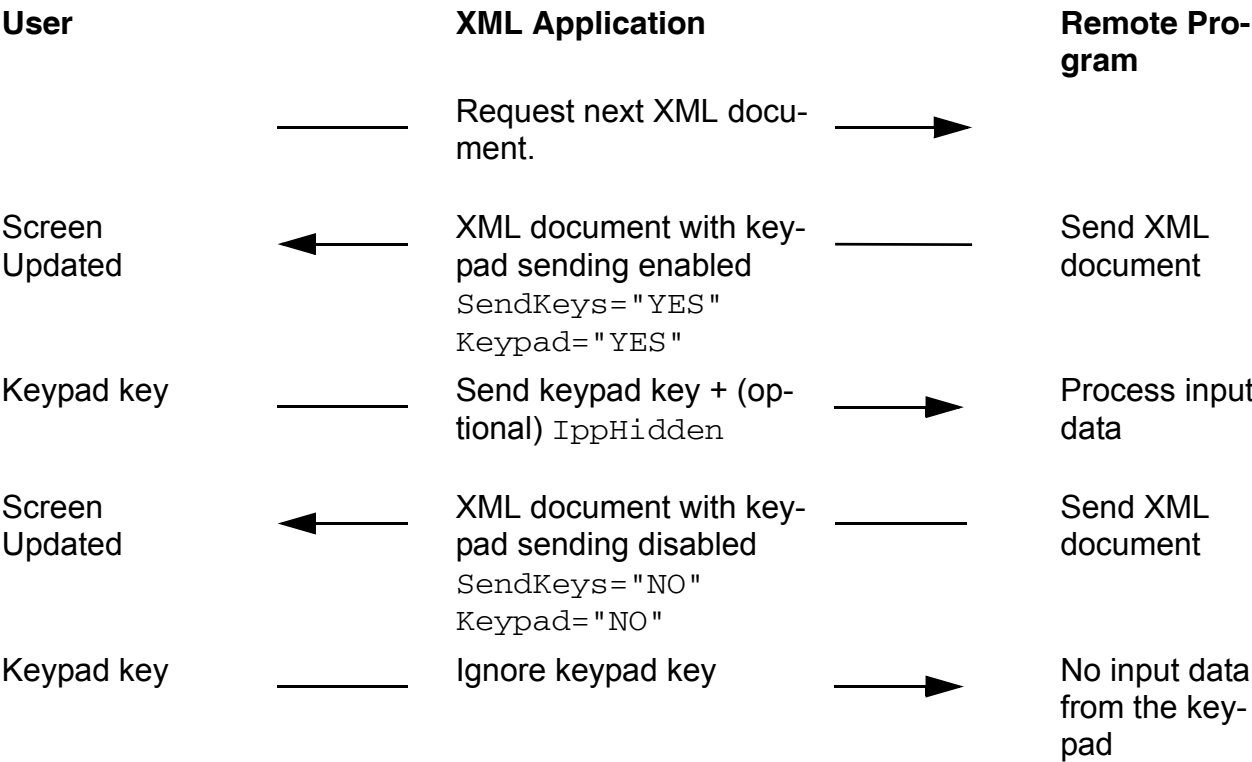 User
XML Application
Remote Pro-
gram
Request next XML docu-
ment.
Screen
Updated
XML document with key-
pad sending enabled
SendKeys="YES"
Keypad="YES"
Send XML
document
Keypad key
Send keypad key + (op-
tional) IppHidden
Process input
data
Screen
Updated
XML document with key-
pad sending disabled
SendKeys="NO"
Keypad="NO"
Send XML
document
Keypad key
Ignore keypad key
No input data
from the key-
pad